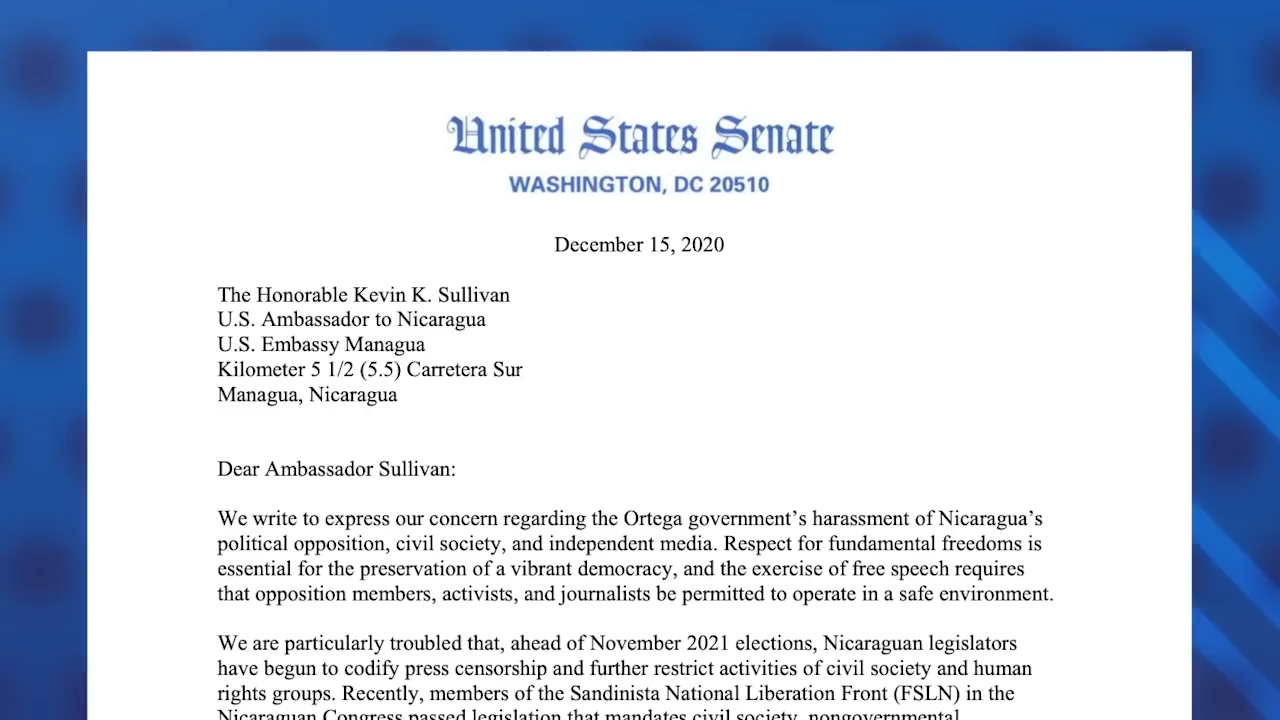 United States Senate
WASHINGTON, DC 20510
December 15, 2020
The Honorable Kevin K. Sullivan
U.S. Ambassador to Nicaragua
U.S. Embassy Managua
Kilometer 5 1/2 (5.5) Carretera Sur
Managua, Nicaragua
Dear Ambassador Sullivan:
We write to express our concern regarding the Ortega government’s harassment of Nicaragua’s
political opposition, civil society, and independent media. Respect for fundamental freedoms is
essential for the preservation of a vibrant democracy, and the exercise of free speech requires
that opposition members, activists, and journalists be permitted to operate in a safe environment.
We are particularly troubled that, ahead of November 2021 elections, Nicaraguan legislators
have begun to codify press censorship and further restrict activities of civil society and human
rights groups. Recently, members of the Sandinista National Liberation Front (FSLN) in the
Nicaraguan Congress passed legislation that mandates civil society, nongovernmental